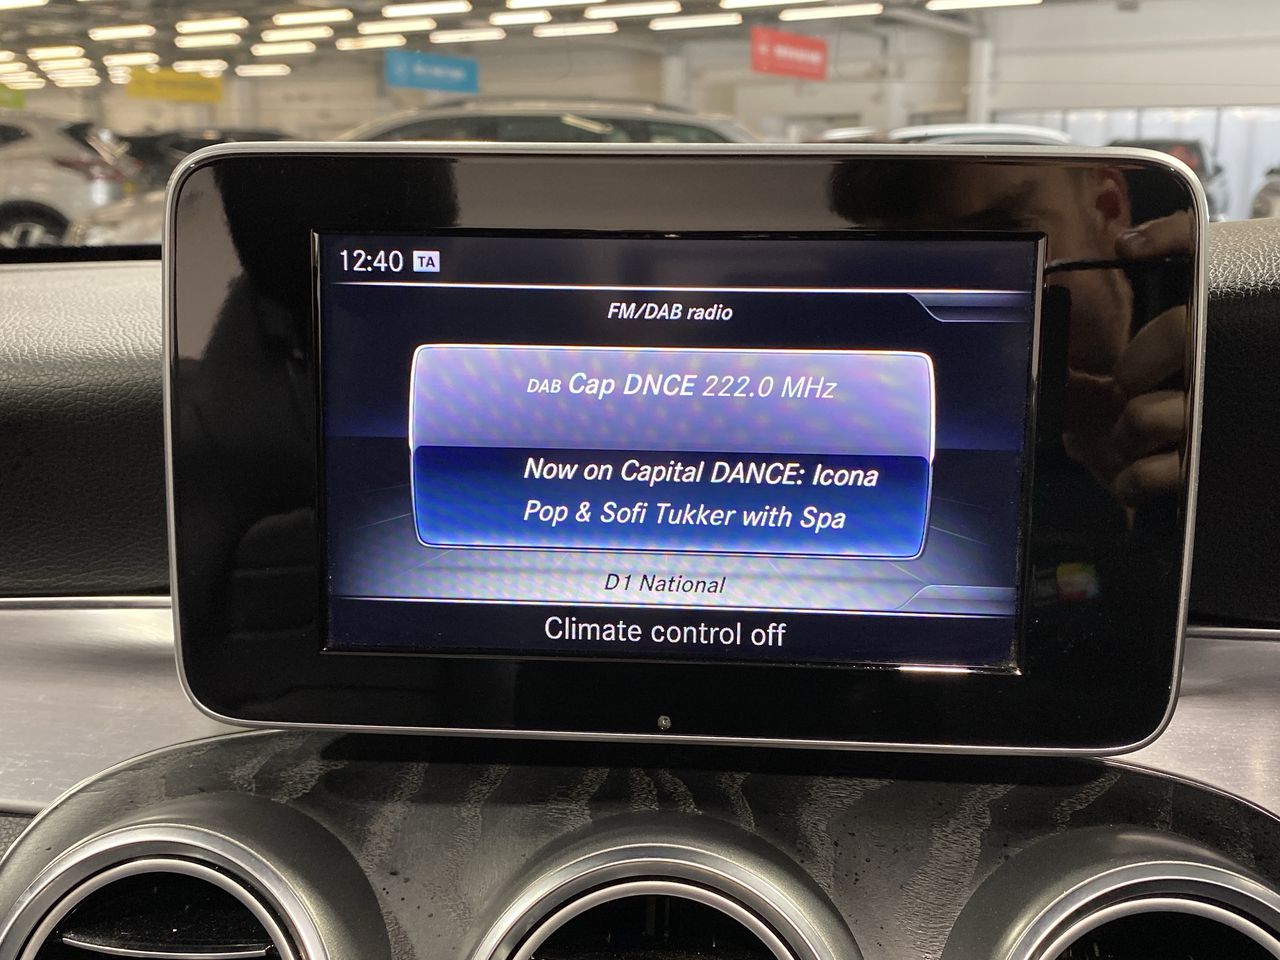 12:40 TA
FM/DAB radio
DAB Cap DNCE 222.0 MHz
Now on Capital DANCE: Icona
Pop & Sofi Tukker with Spa
D1 National
Climate control off